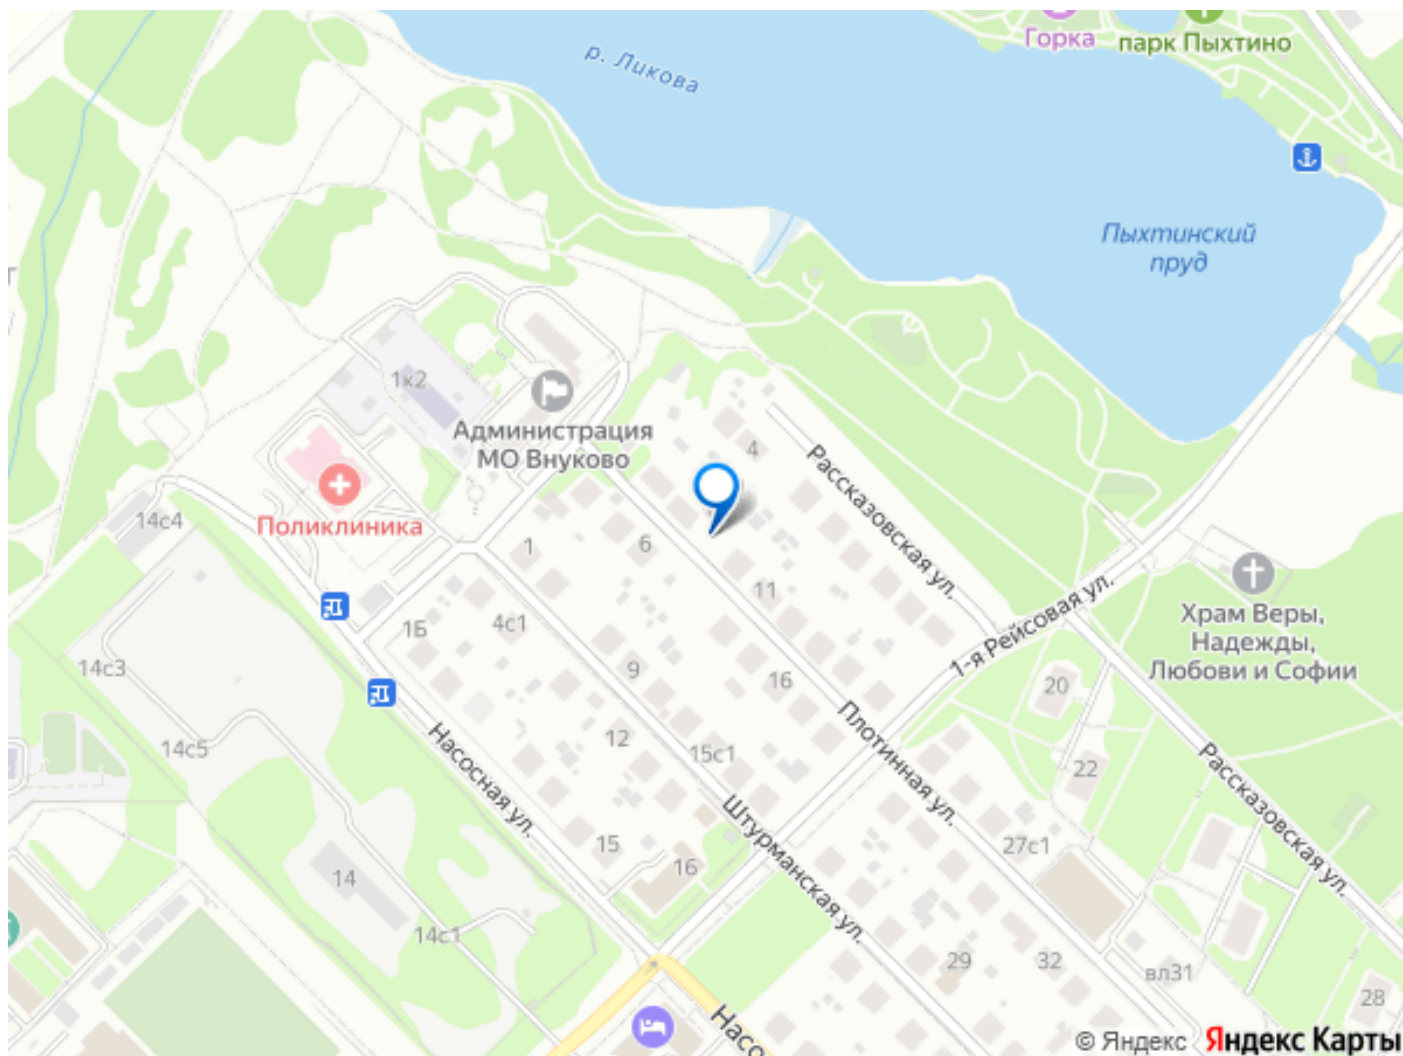 Горка
парк Пыхтино
р. Ликова
Пыхтинский
пруд
1к2
Администрация
МО Внуково
4
Рассказовская ул.
Поликлиника
14с4
1
6
11
1-я Рейсовая ул.
Храм Веры,
Надежды,
Любови и Софии
1Б
4с1
9
16
20
14с3
14с5
Насосная ул.
12
15с1
Плотинная ул.
22
Рассказовская ул.
Штурманская ул.
15
16
27с1
14
14с1
29
32
вл31
28
Насо
© Яндекс Яндекс Карты